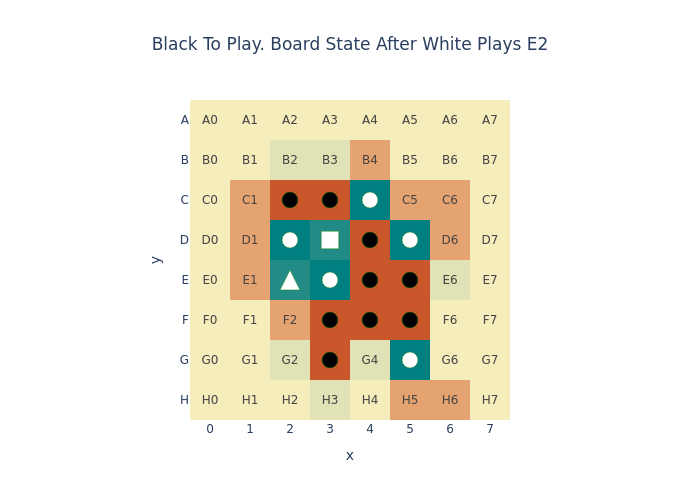 Black To Play. Board State After White Plays E2
A A0 A1 A2 A3 A4 A5 A6 A7
B B0 B1 B2 B3 B4 B5 B6 B7
C C0 C1 C5 C6 C7
D D0 D1 D6 D7
E E0 E1 E6 E7
F F0 F1 F2 F6 F7
G G0 G1 G2 G4 G6 G7
H H0 H1 H2 H3 H4 H5 H6 H7
0 1 2 3 4 5 6 7
x
y